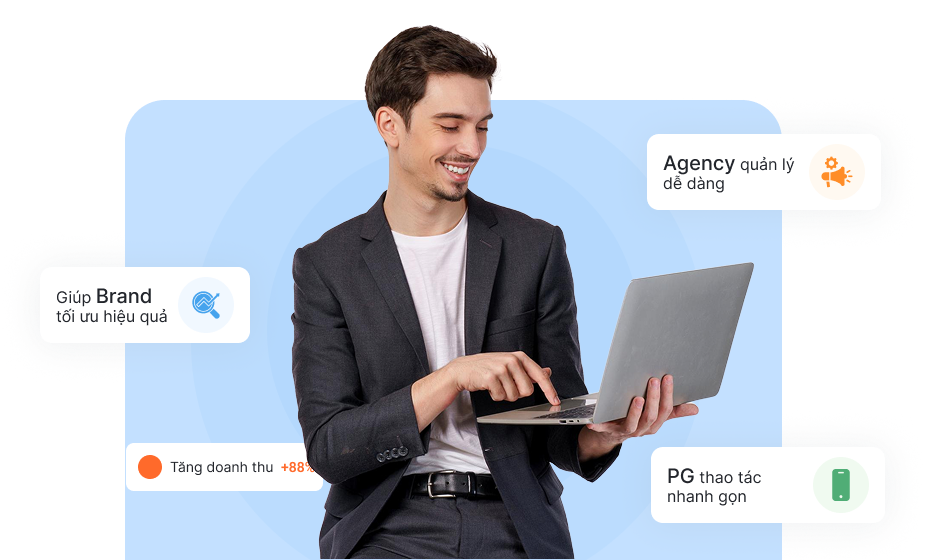 Agency quản lý
dễ dàng
Giúp Brand
tối ưu hiệu quả
Tăng doanh thu +88%
PG thao tác
nhanh gọn